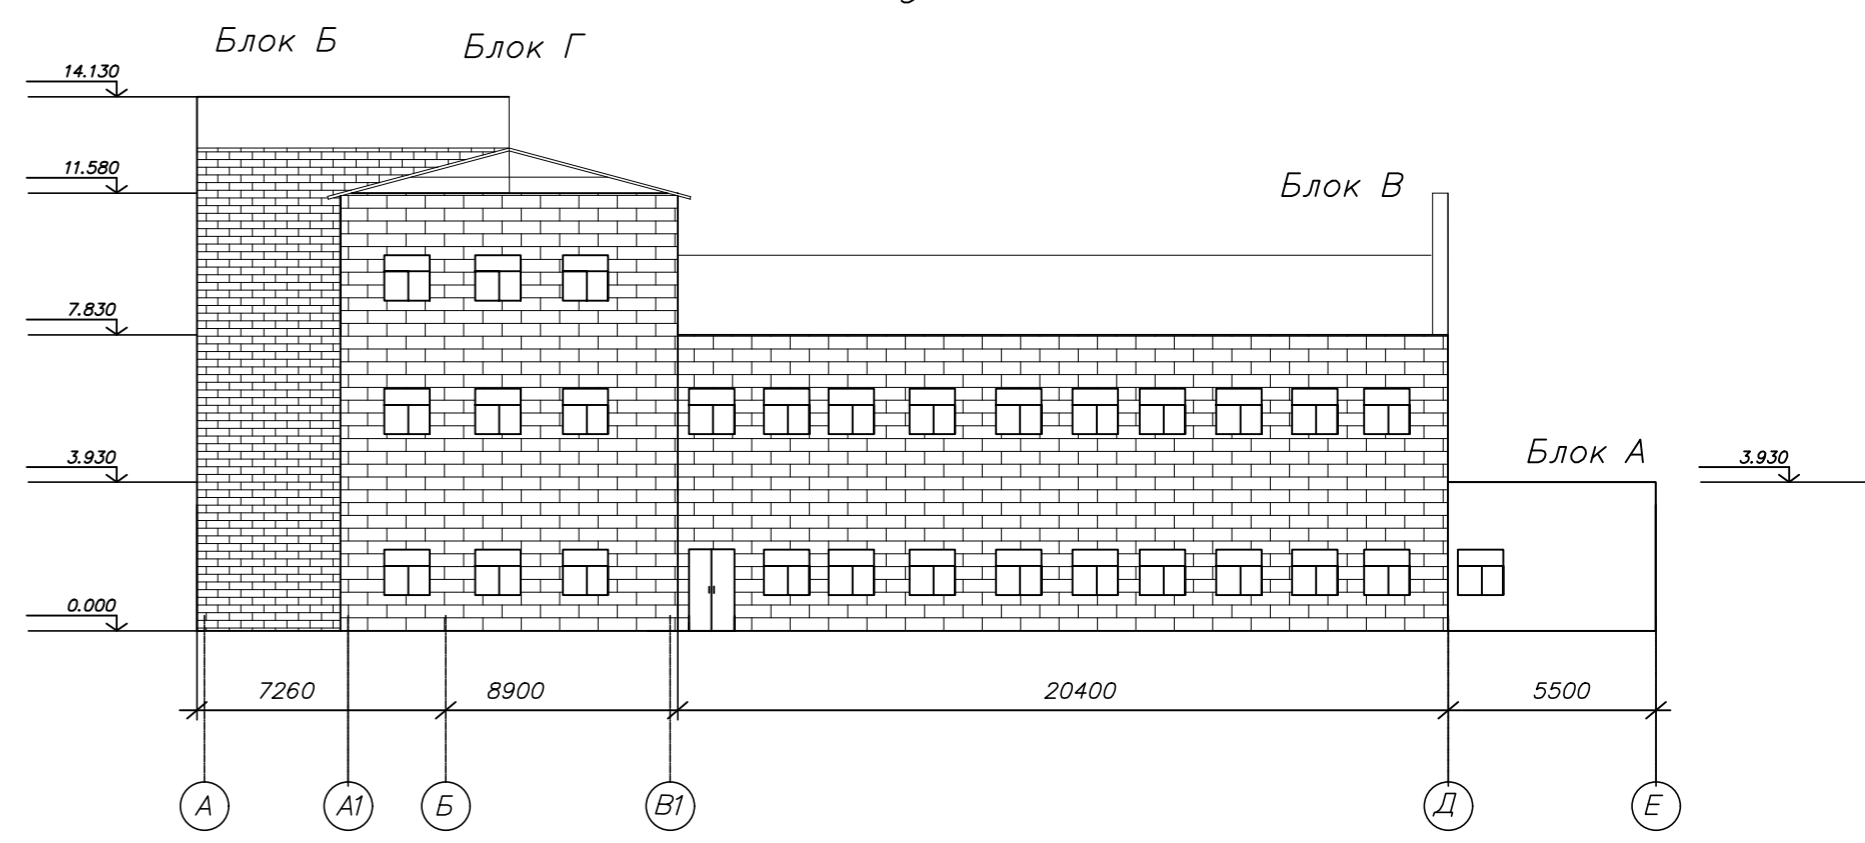 Блок Б
Блок Г
14.130
11.580
Блок В
7.830
Блок А
3.930
3.930
0.000
7260
8900
20400
5500
А
А1
Б
В1
Д
Е